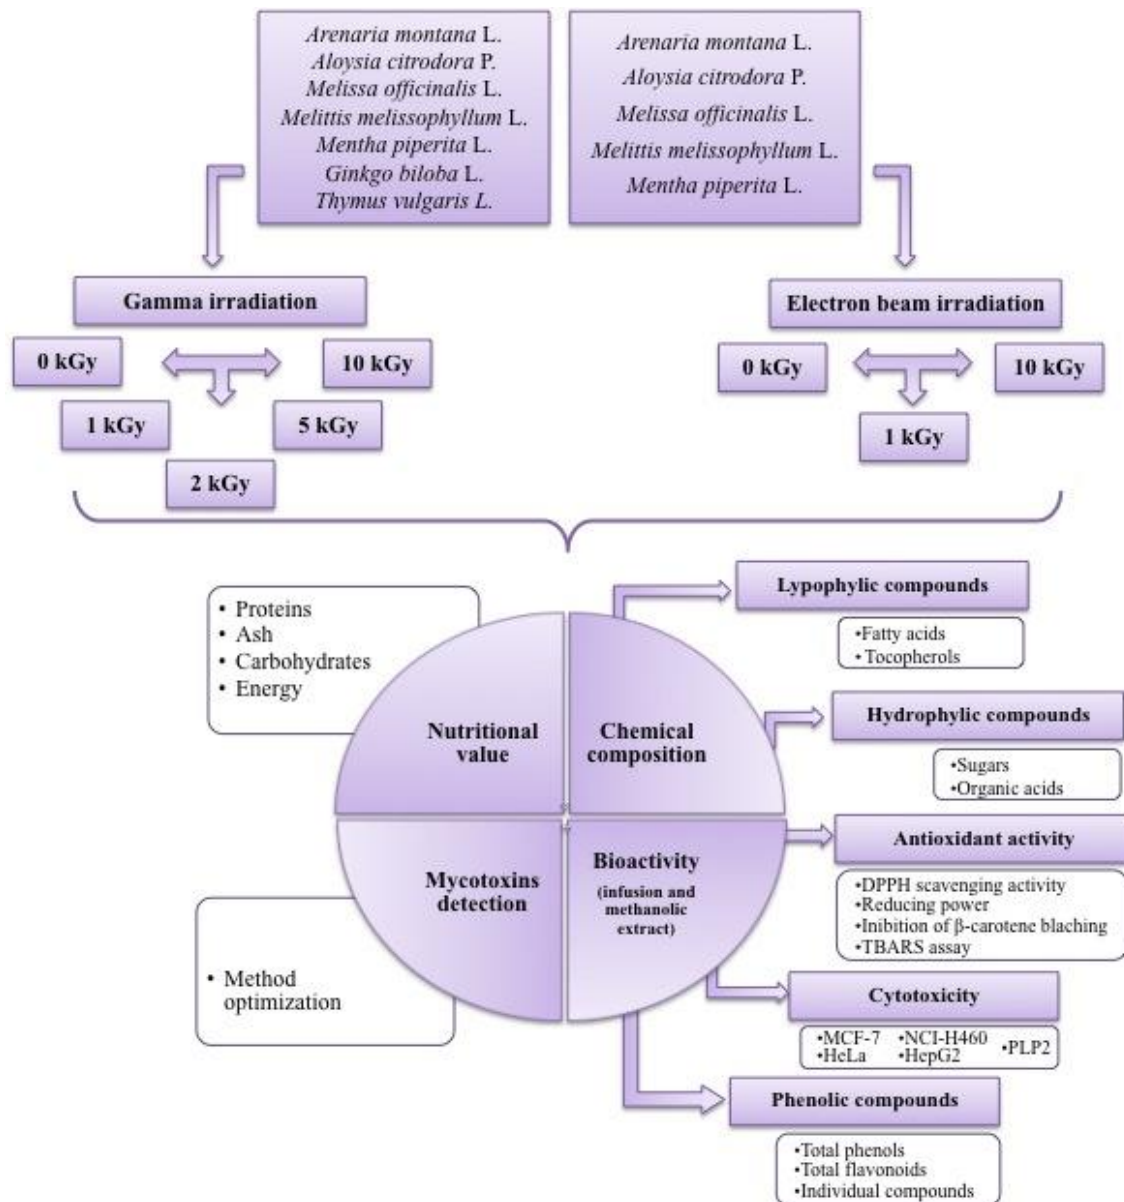 Arenaria montana L.
Aloysia citrodora P.
Melissa officinalis L.
Melittis melissophyllum L.
Mentha piperita L.
Ginkgo biloba L.
Thymus vulgaris L.
Arenaria montana L.
Aloysia citrodora P.
Melissa officinalis L.
Melittis melissophyllum L.
Mentha piperita L.
Gamma irradiation
0 kGy
10 kGy
1 kGy
5 kGy
2 kGy
Electron beam irradiation
0 kGy
10 kGy
1 kGy
• Proteins
• Ash
• Carbohydrates
• Energy
Nutritional
value
Chemical
composition
Lypophylic compounds
•Fatty acids
• Tocopherols
Hydrophylic compounds
•Sugars
•Organic acids
Mycotoxins
detection
• Method
optimization
Bioactivity
(infusion and
methanolic
extract)
Antioxidant activity
•DPPH scavenging activity
•Reducing power
•Inibition of β-carotene blaching
•TBARS assay
Cytotoxicity
•MCF-7 •NCI-H460 •PLP2
•HeLa •HepG2
Phenolic compounds
•Total phenols
•Total flavonoids
•Individual compounds